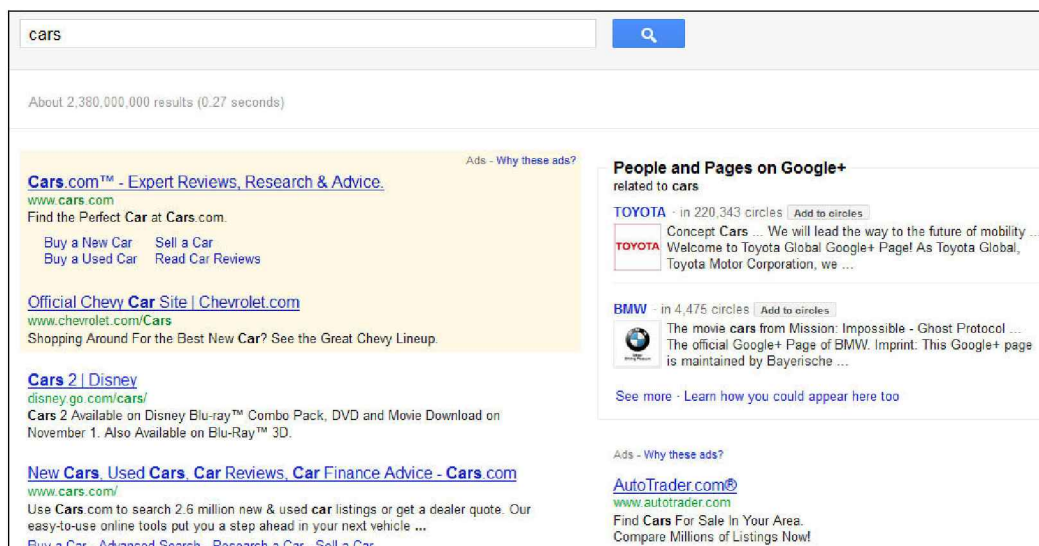 cars
About 2,380,000,000 results (0.27 seconds)
Ads - Why these ads?
Cars.com™ - Expert Reviews, Research & Advice.
www.cars.com
Find the Perfect Car at Cars.com.
Buy a New Car Sell a Car
Buy a Used Car Read Car Reviews
Official Chevy Car Site | Chevrolet.com
www.chevrolet.com/Cars
Shopping Around For the Best New Car? See the Great Chevy Lineup.
Cars 2 | Disney
disney.go.com/cars/
Cars 2 Available on Disney Blu-ray™ Combo Pack, DVD and Movie Download on
November 1. Also Available on Blu-Ray™ 3D.
New Cars, Used Cars, Car Reviews, Car Finance Advice - Cars.com
www.cars.com/
Use Cars.com to search 2.6 million new & used car listings or get a dealer quote. Our
easy-to-use online tools put you a step ahead in your next vehicle ...
Buy a Car - Advanced Search - Research a Car - Sell a Car
People and Pages on Google+
related to cars
TOYOTA - in 220,343 circles Add to circles
TOYOTA
Concept Cars ... We will lead the way to the future of mobility ...
Welcome to Toyota Global Google+ Page! As Toyota Global,
Toyota Motor Corporation, we ...
BMW - in 4,475 circles Add to circles
The movie cars from Mission: Impossible - Ghost Protocol ...
The official Google+ Page of BMW. Imprint: This Google+ page
is maintained by Bayerische ...
See more - Learn how you could appear here too
Ads - Why these ads?
AutoTrader.com®
www.autotrader.com
Find Cars For Sale In Your Area.
Compare Millions of Listings Now!